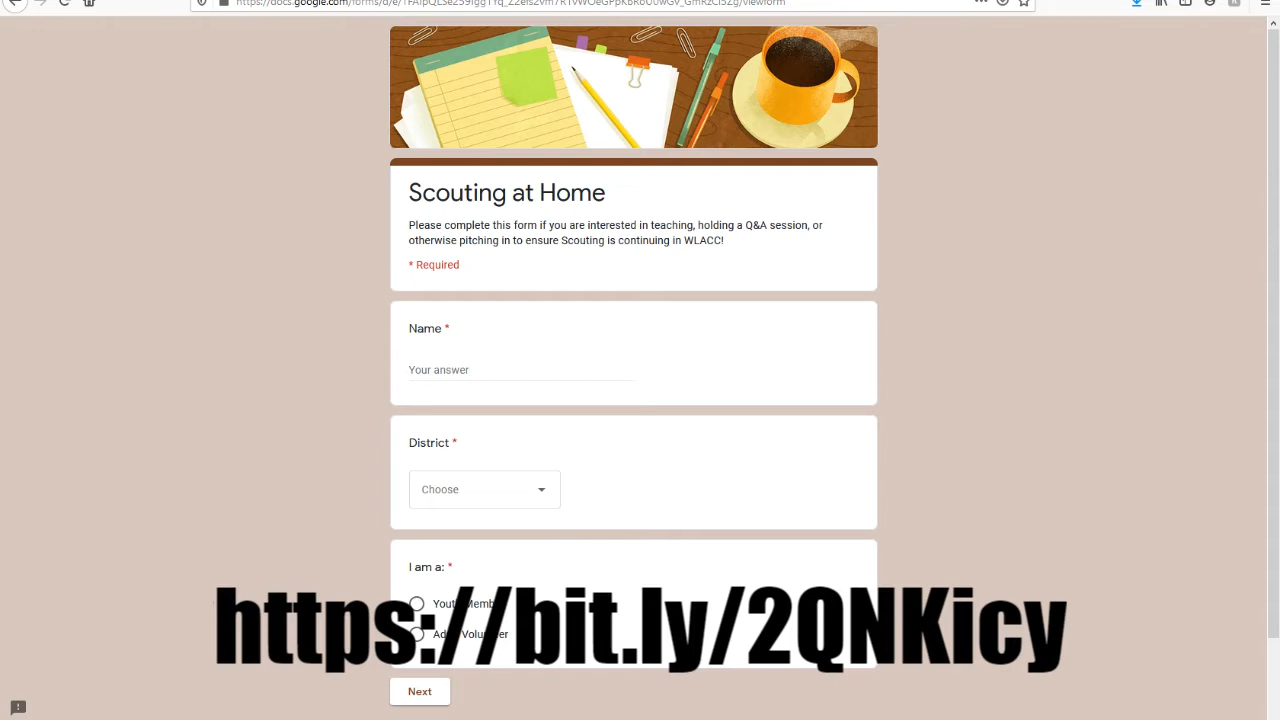 Scouting at Home
Please complete this form if you are interested in teaching, holding a Q&A session, or
otherwise pitching in to ensure Scouting is continuing in WLACC!
* Required
Name *
Your answer
District *
Choose
I am a: *
https://bit.ly/2QNKicy
Next